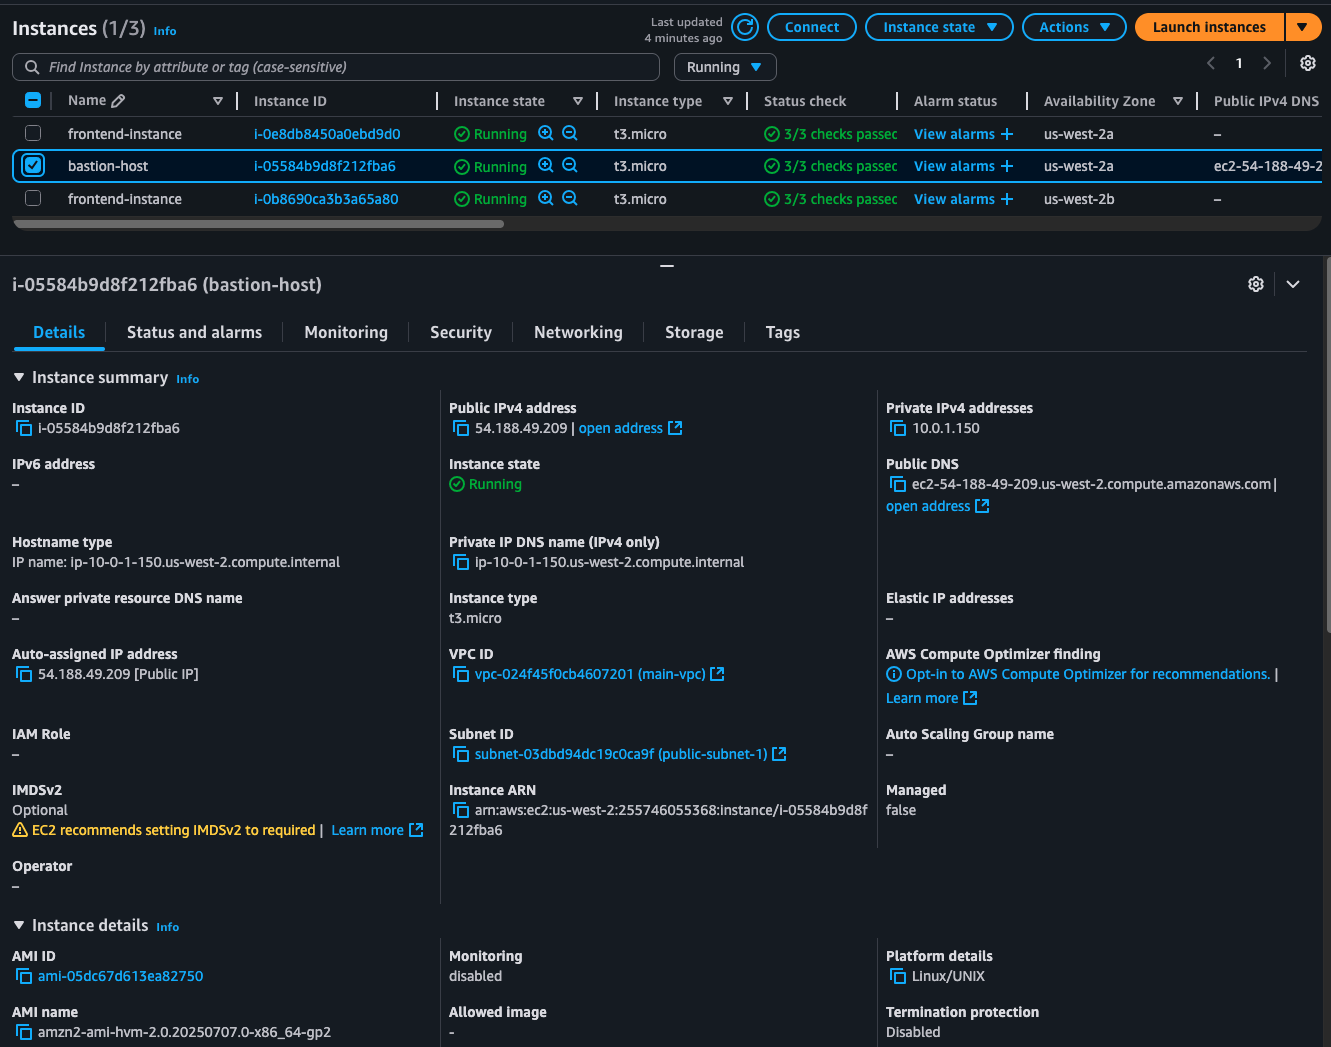 Instances (1/3) Info
Last updated
4 minutes ago
Connect
Instance state
Actions
Launch instances
Find Instance by attribute or tag (case-sensitive)
Running
1
Name Instance ID Instance state Instance type Status check Alarm status Availability Zone Public IPv4 DNS
frontend-instance i-0e8db8450a0ebd9d0 Running t3.micro 3/3 checks passec View alarms + us-west-2a –
bastion-host i-05584b9d8f212fba6 Running t3.micro 3/3 checks passec View alarms + us-west-2a ec2-54-188-49-2
frontend-instance i-0b8690ca3b3a65a80 Running t3.micro 3/3 checks passec View alarms + us-west-2b –
i-05584b9d8f212fba6 (bastion-host)
Details Status and alarms Monitoring Security Networking Storage Tags
Instance summary Info
Instance ID
i-05584b9d8f212fba6
Public IPv4 address
54.188.49.209 | open address
Private IPv4 addresses
10.0.1.150
IPv6 address
–
Instance state
Running
Public DNS
ec2-54-188-49-209.us-west-2.compute.amazonaws.com |
open address
Hostname type
IP name: ip-10-0-1-150.us-west-2.compute.internal
Private IP DNS name (IPv4 only)
ip-10-0-1-150.us-west-2.compute.internal
Answer private resource DNS name
–
Instance type
t3.micro
Elastic IP addresses
–
Auto-assigned IP address
54.188.49.209 [Public IP]
VPC ID
vpc-024f45f0cb4607201 (main-vpc)
AWS Compute Optimizer finding
Opt-in to AWS Compute Optimizer for recommendations. |
Learn more
IAM Role
–
Subnet ID
subnet-03dbd94dc19c0ca9f (public-subnet-1)
Auto Scaling Group name
–
IMDSv2
Optional
EC2 recommends setting IMDSv2 to required | Learn more
Instance ARN
arn:aws:ec2:us-west-2:255746055368:instance/i-05584b9d8f
212fba6
Managed
false
Operator
–
Instance details Info
AMI ID
ami-05dc67d613ea82750
Monitoring
disabled
Platform details
Linux/UNIX
AMI name
amzn2-ami-hvm-2.0.20250707.0-x86_64-gp2
Allowed image
-
Termination protection
Disabled